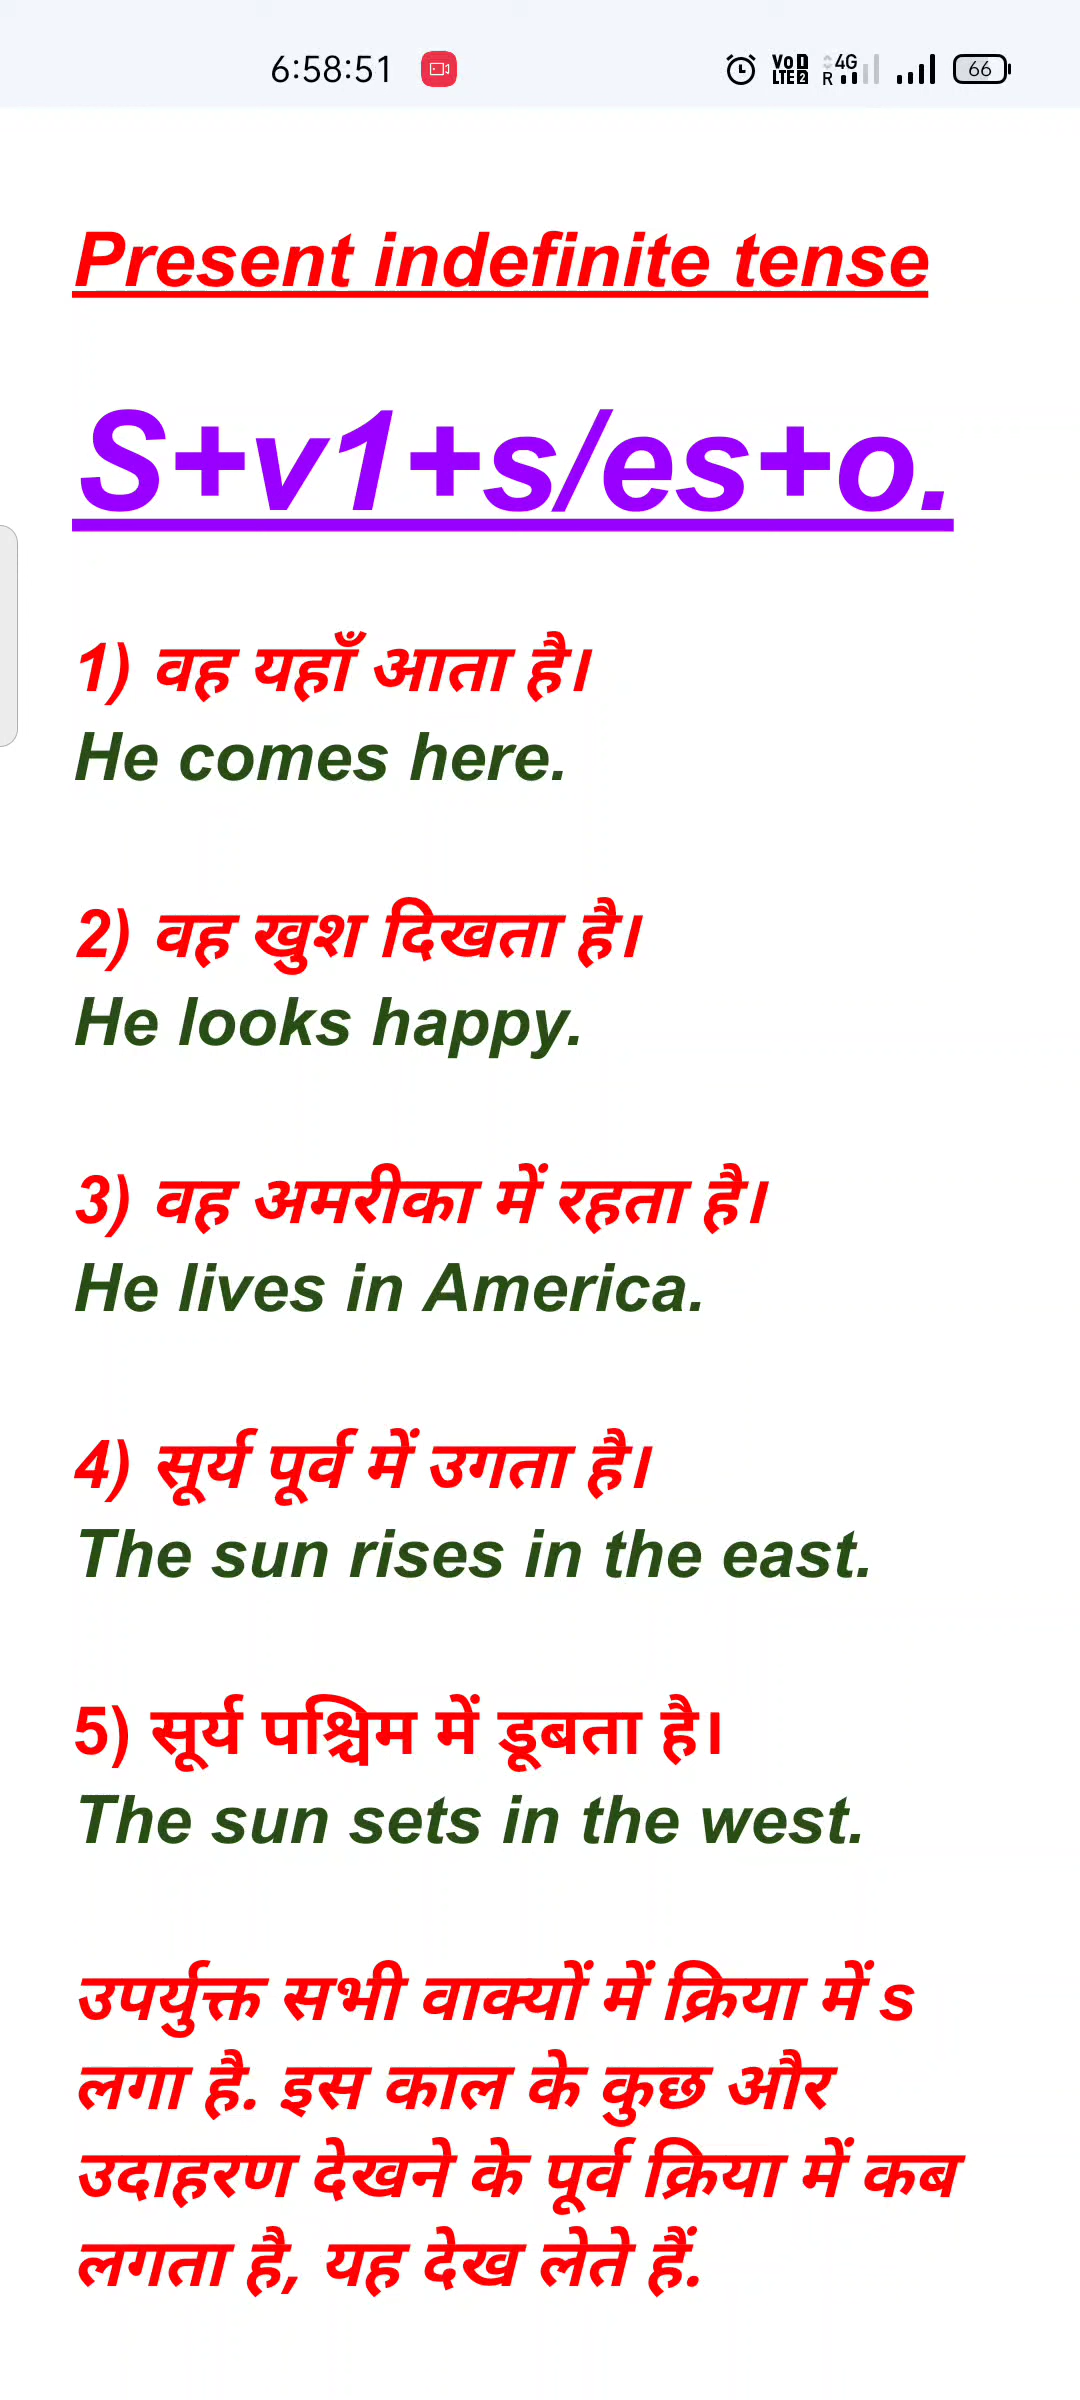 6:58:51
VoD LTE2 4G R 66
Present indefinite tense
S+v1+s/es+o.
1) वह यहाँ आता है।
He comes here.
2) वह खुश दिखता है।
He looks happy.
3) वह अमरीका में रहता है।
He lives in America.
4) सूर्य पूर्व में उगता है।
The sun rises in the east.
5) सूर्य पश्चिम में डूबता है।
The sun sets in the west.
उपर्युक्त सभी वाक्यों में क्रिया में s
लगा है. इस काल के कुछ और
उदाहरण देखने के पूर्व क्रिया में कब
लगता है, यह देख लेते हैं.